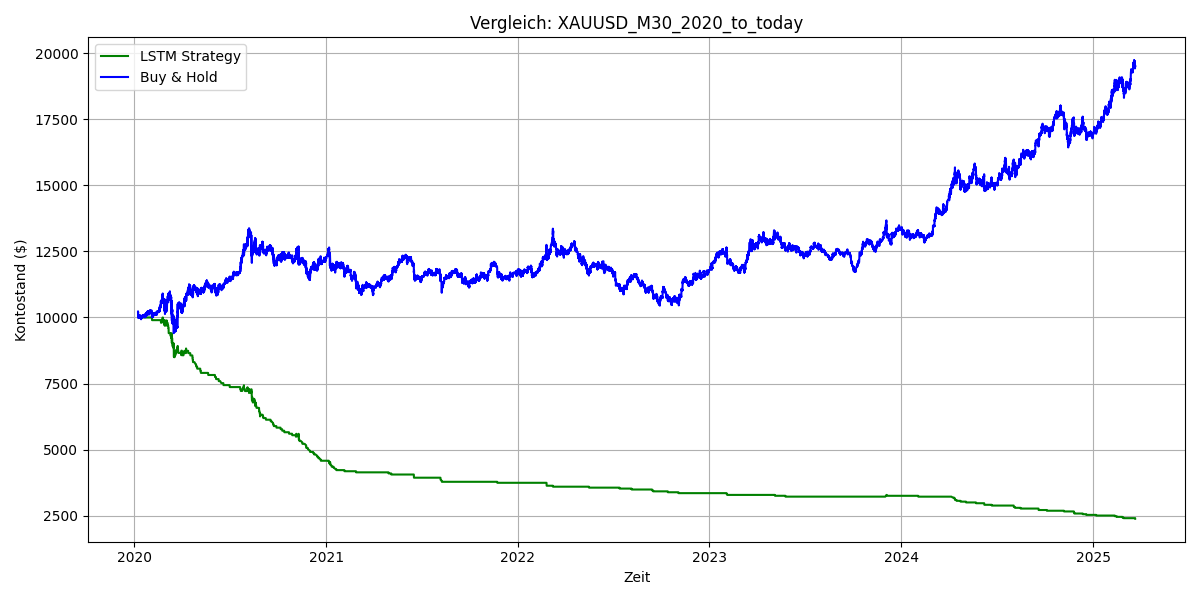 Vergleich: XAUUSD_M30_2020_to_today
LSTM Strategy
Buy & Hold
Kontostand ($)
20000
17500
15000
12500
10000
7500
5000
2500
2020 2021 2022 2023 2024 2025
Zeit